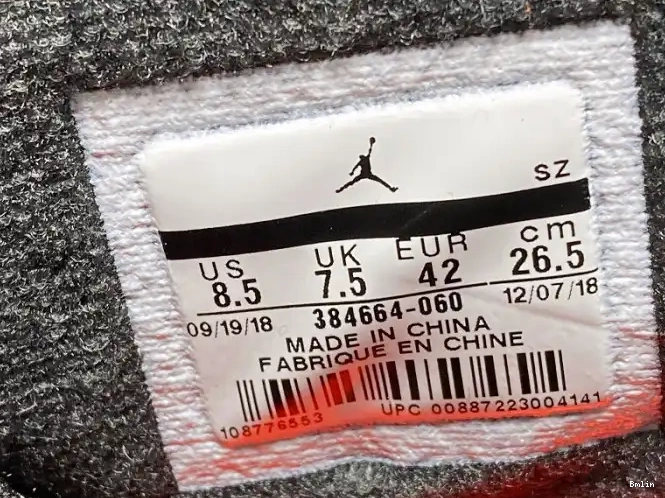 SZ
US UK EUR cm
8.5 7.5 42 26.5
09/19/18 384664-060 12/07/18
MADE IN CHINA
FABRIQUE EN CHINE
108776553 UPC 00887223004141
Bmlin